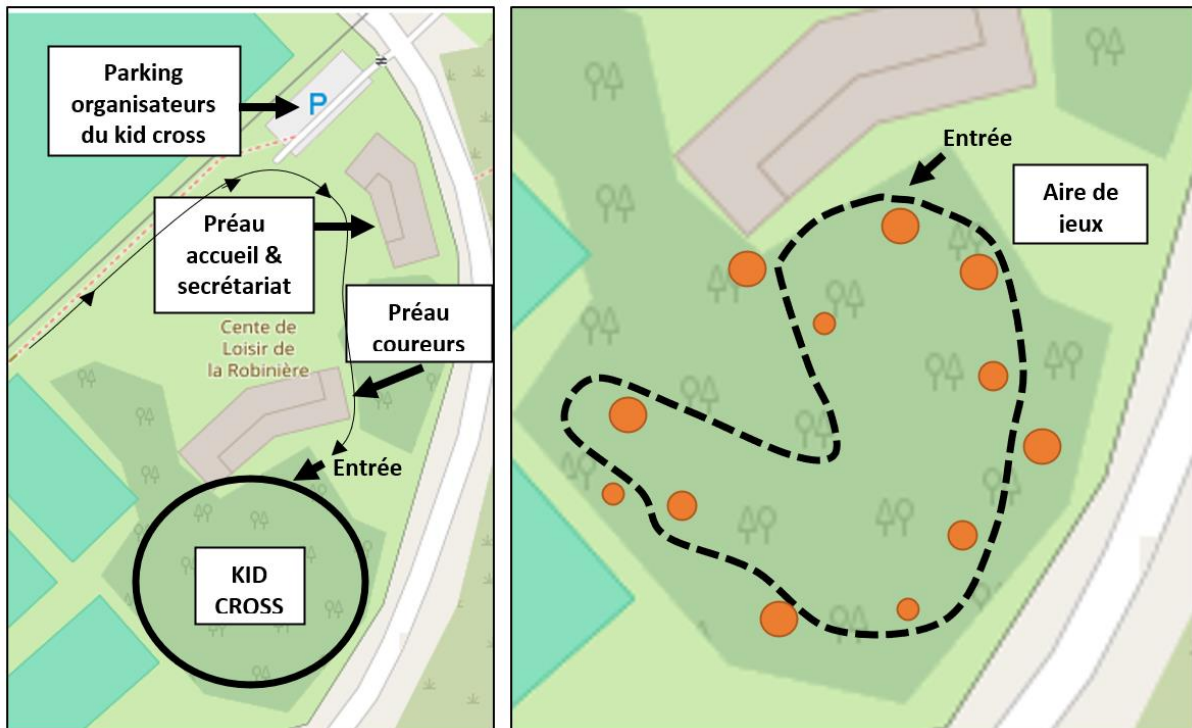 Parking
organisateurs
du kid cross
P
Préau
accueil &
secrétariat
Préau
coureurs
Cente de
Loisir de
la Robinière
Entrée
KID
CROSS
Entrée
Aire de
jeux